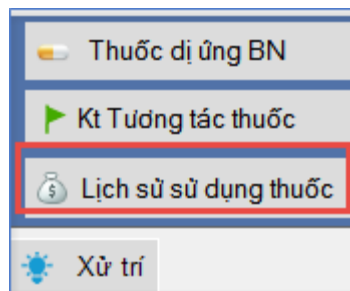 Thuốc dị ứng BN
Kt Tương tác thuốc
Lịch sử sử dụng thuốc
Xử trí